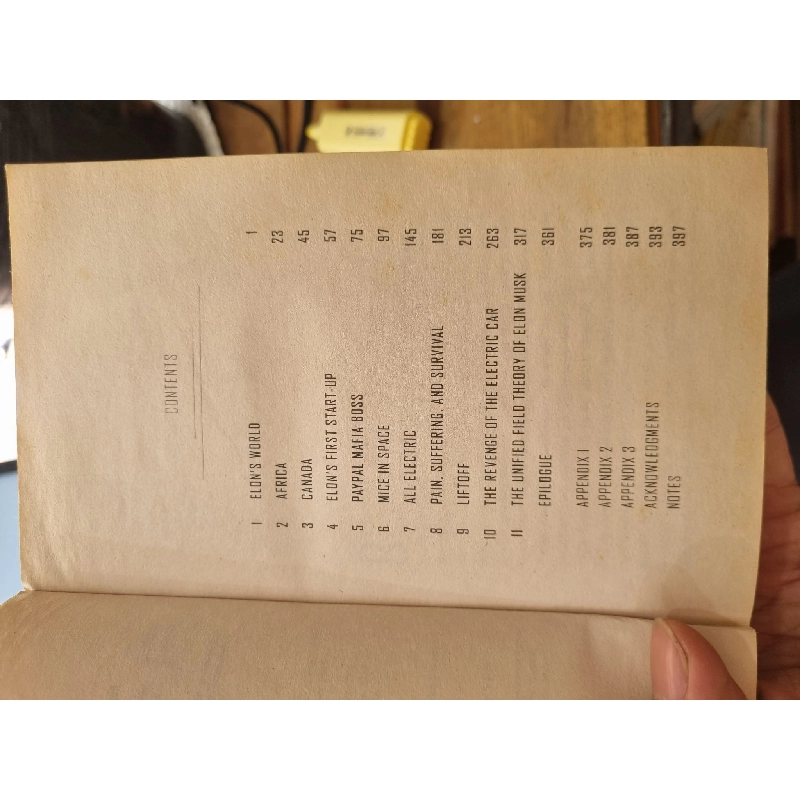 CONTENTS
1 ELON'S WORLD 1
2 AFRICA 23
3 CANADA 45
4 ELON'S FIRST START-UP 57
5 PAYPAL MAFIA BOSS 75
6 MICE IN SPACE 97
7 ALL ELECTRIC 145
8 PAIN, SUFFERING, AND SURVIVAL 181
9 LIFTOFF 213
10 THE REVENGE OF THE ELECTRIC CAR 263
11 THE UNIFIED FIELD THEORY OF ELON MUSK 317
EPILOGUE 361
APPENDIX 1 375
APPENDIX 2 381
APPENDIX 3 387
ACKNOWLEDGMENTS 393
NOTES 397